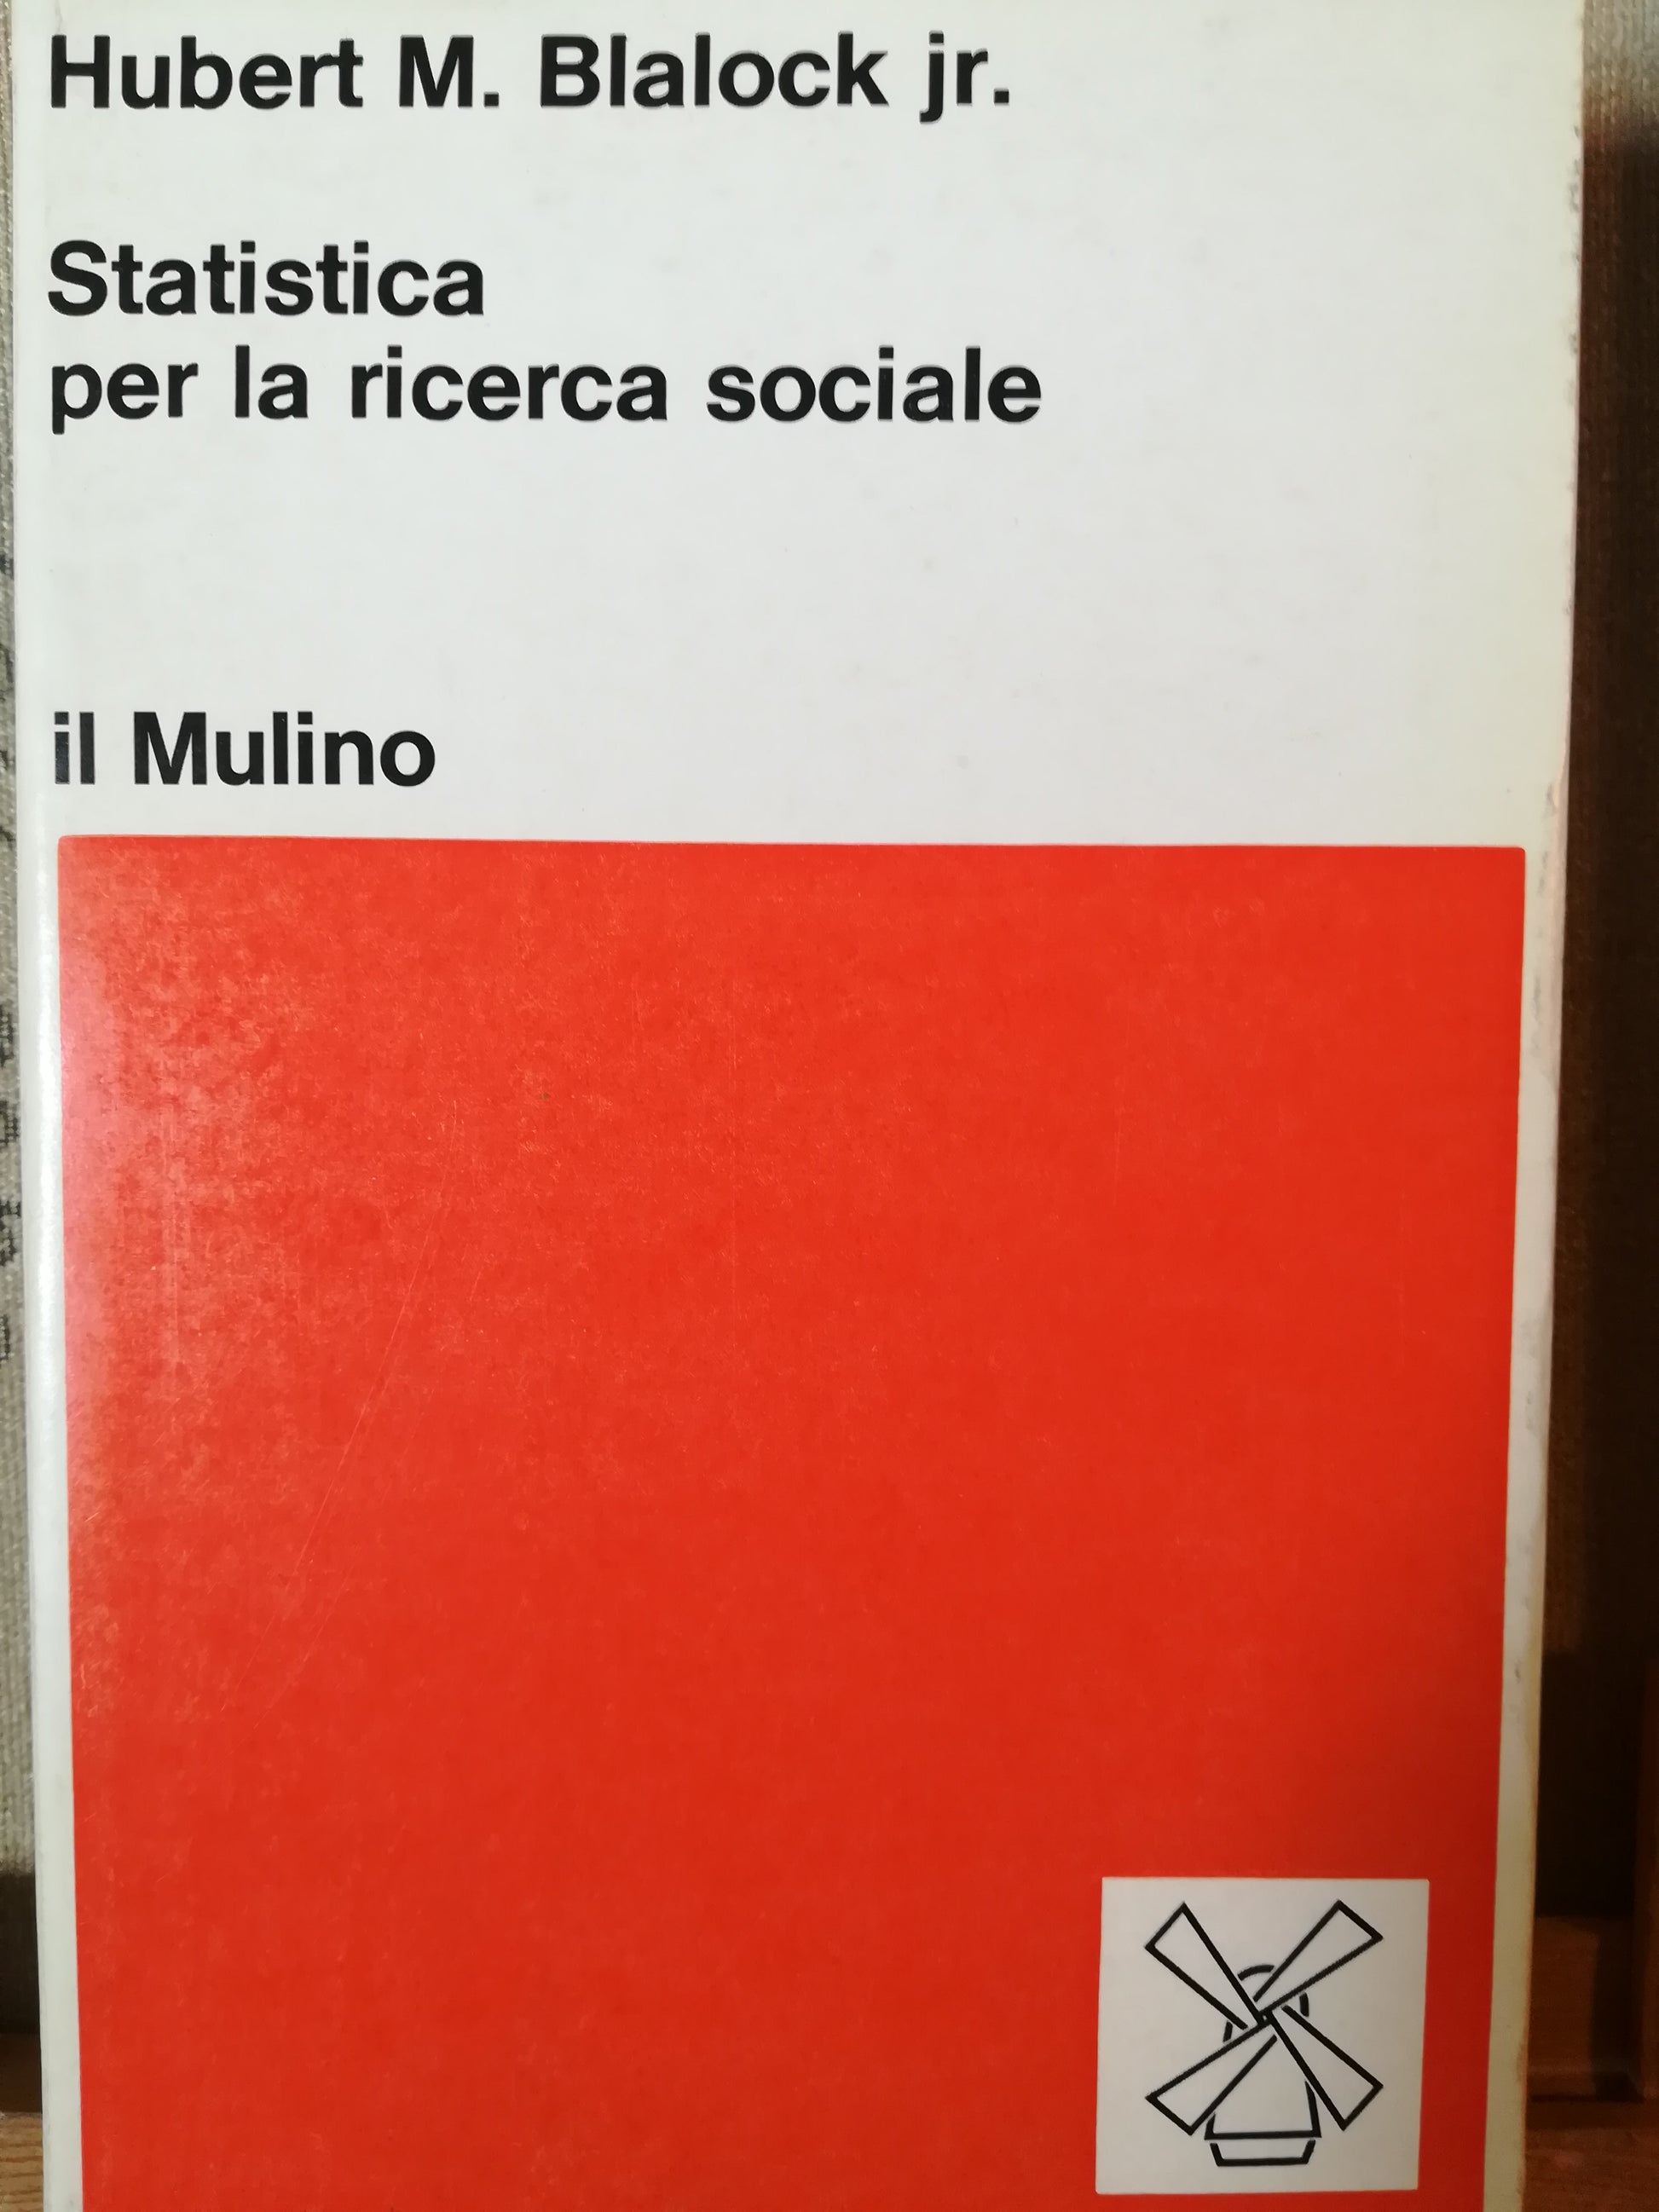 Hubert M. Blalock jr.
Statistica
per la ricerca sociale
il Mulino